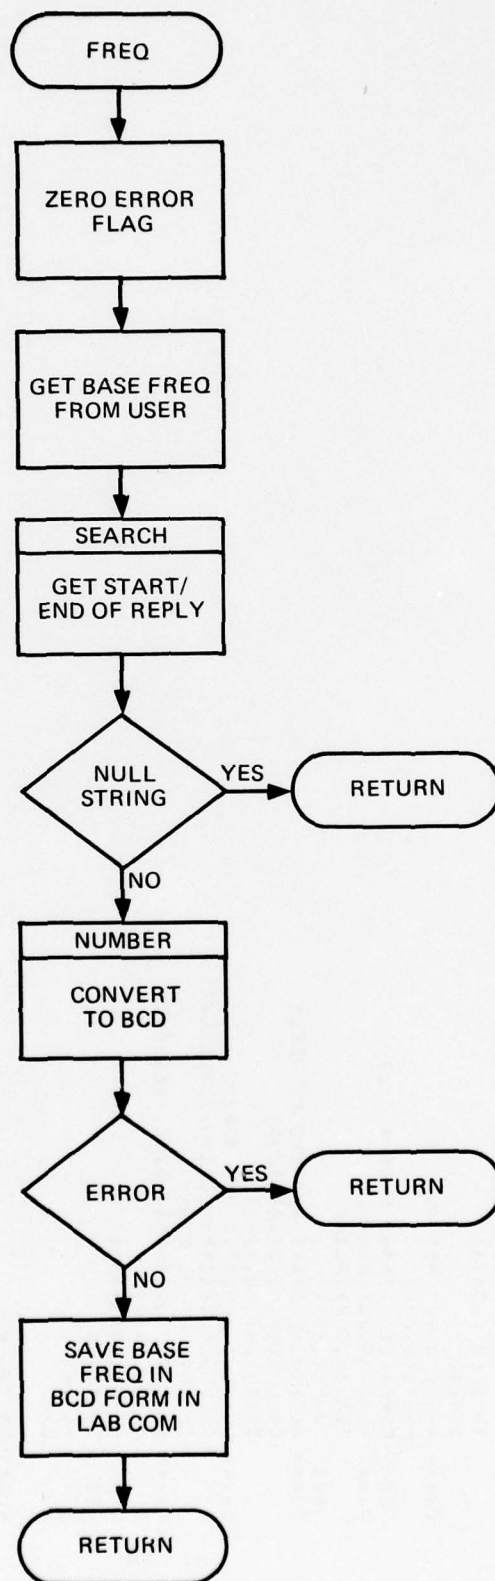 FREQ
ZERO ERROR
FLAG
GET BASE FREQ
FROM USER
SEARCH
GET START/
END OF REPLY
NULL
STRING
YES
RETURN
NO
NUMBER
CONVERT
TO BCD
ERROR
YES
RETURN
NO
SAVE BASE
FREQ IN
BCD FORM IN
LAB COM
RETURN